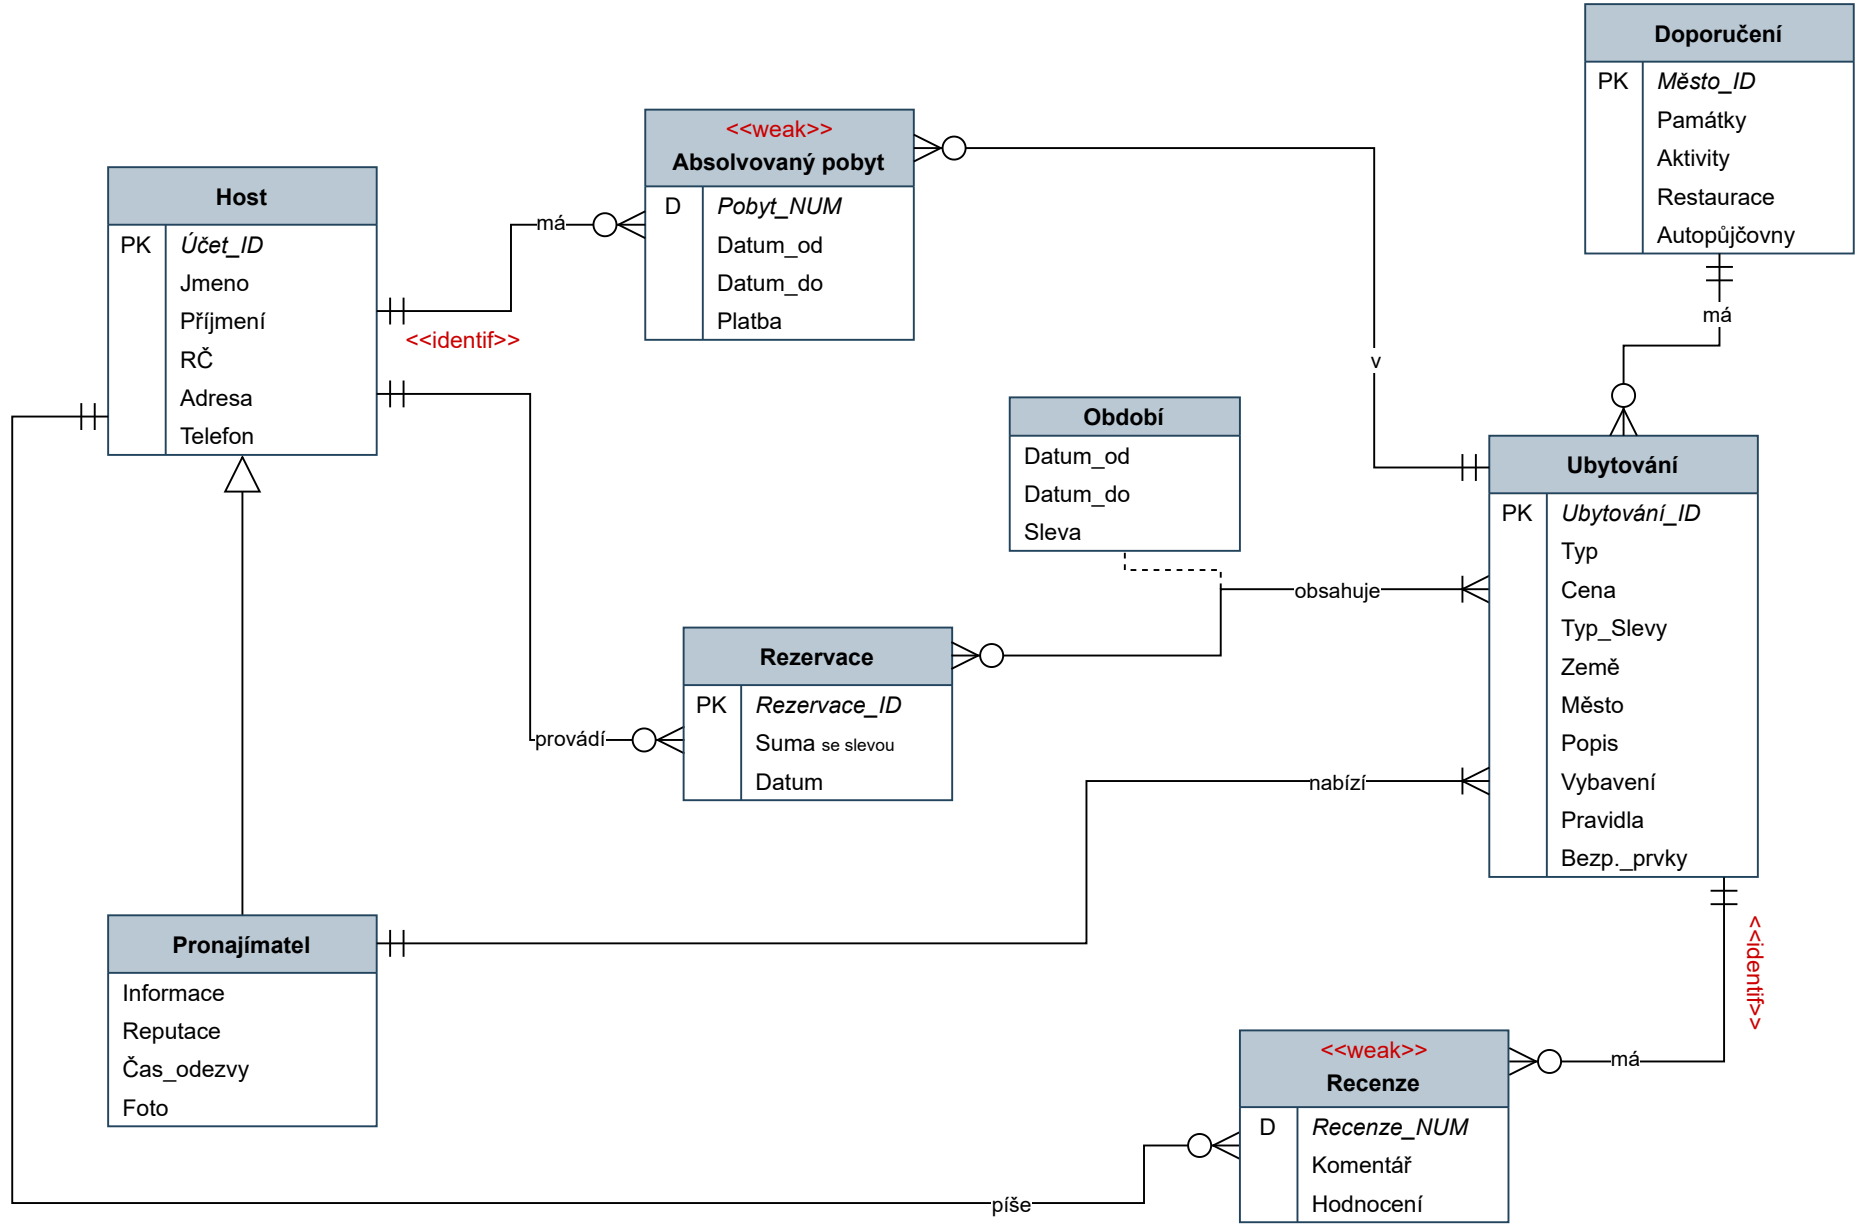 Doporučení
PK Město_ID
Památky
Aktivity
Restaurace
Autopůjčovny
má
<<weak>>
Absolvovaný pobyt
D Pobyt_NUM
Datum_od
Datum_do
Platba
Host
PK Účet_ID
Jmeno
Příjmení
RČ
Adresa
Telefon
má
<<identif>>
v
Období
Datum_od
Datum_do
Sleva
Ubytování
PK Ubytování_ID
Typ
Cena
Typ_Slevy
Země
Město
Popis
Vybavení
Pravidla
Bezp._prvky
obsahuje
Rezervace
PK Rezervace_ID
Suma se slevou
Datum
provádí
nabízí
Pronajímatel
Informace
Reputace
Čas_odezvy
Foto
<<identif>>
má
<<weak>>
Recenze
D Recenze_NUM
Komentář
Hodnocení
píše